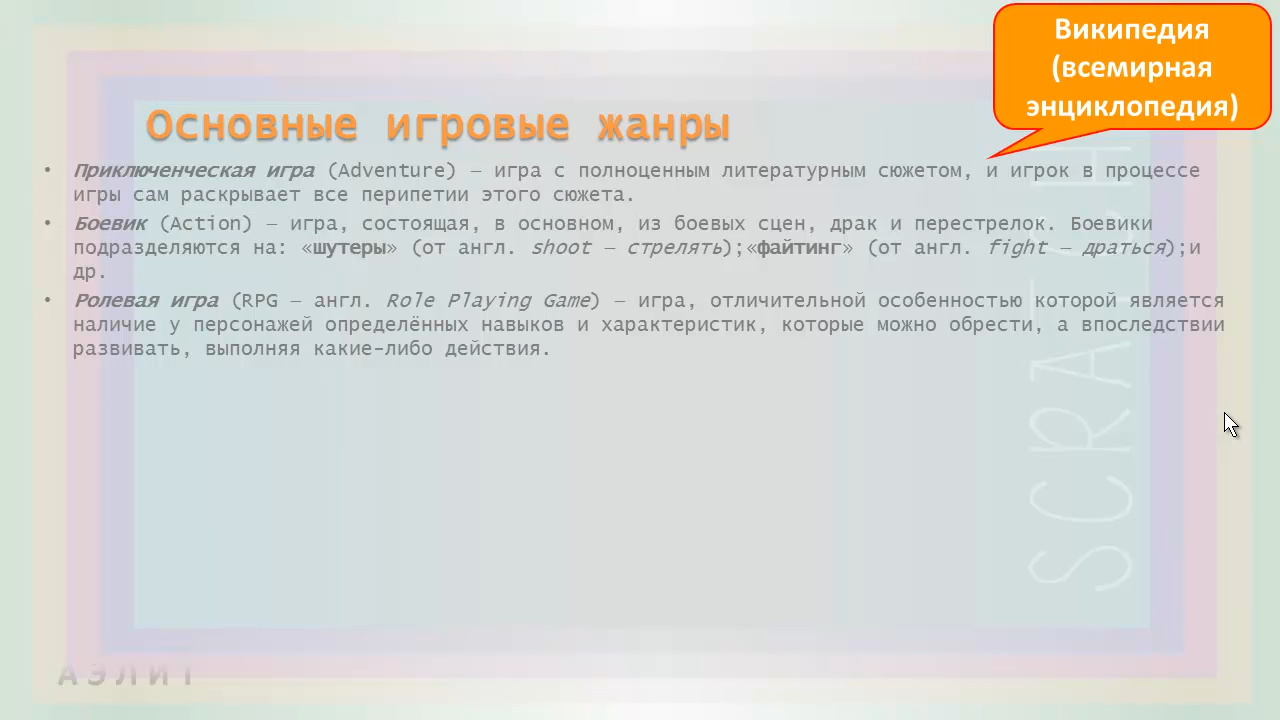 Википедия
(всемирная
энциклопедия)
Основные игровые жанры
• Приключенческая игра (Adventure) – игра с полноценным литературным сюжетом, и игрок в процессе
игры сам раскрывает все перипетии этого сюжета.
• Боевик (Action) – игра, состоящая, в основном, из боевых сцен, драк и перестрелок. Боевики
подразделяются на: «шутеры» (от англ. shoot – стрелять);«файтинг» (от англ. fight – драться);и
др.
• Ролевая игра (RPG – англ. Role Playing Game) – игра, отличительной особенностью которой является
наличие у персонажей определённых навыков и характеристик, которые можно обрести, а впоследствии
развивать, выполняя какие-либо действия.
SCRATCH
АЭЛИТ